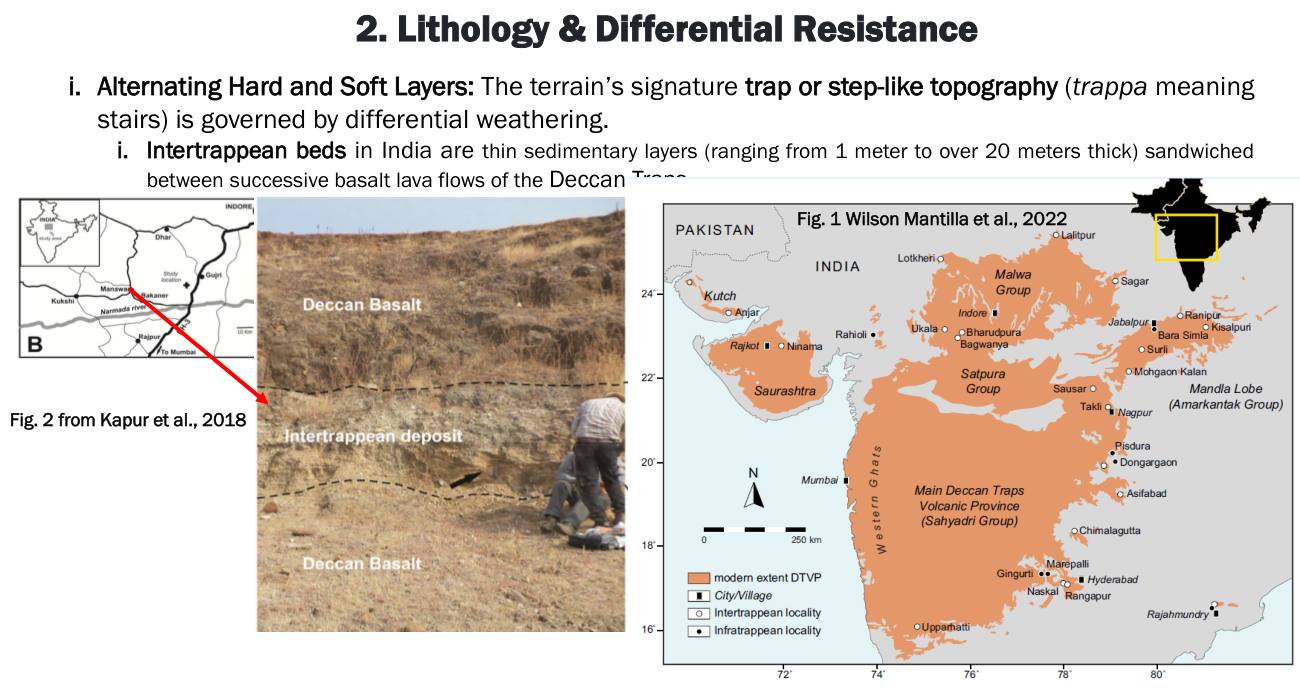 2. Lithology & Differential Resistance
i. Alternating Hard and Soft Layers: The terrain's signature trap or step-like topography (trappa meaning
stairs) is governed by differential weathering.
i. Intertrappean beds in India are thin sedimentary layers (ranging from 1 meter to over 20 meters thick) sandwiched
between successive basalt lava flows of the Deccan Traps
INDIA
Study area
INDORE
Dhar
Study
location
Gujri
Manawar
Bakaner
Kukshi
Narmada river
Rajpur
10 Km
B
To Mumbai
Fig. 2 from Kapur et al., 2018
Deccan Basalt
Intertrappean deposit
Deccan Basalt
Fig. 1 Wilson Mantilla et al., 2022
PAKISTAN
INDIA
Lalitpur
Lotkheri
Malwa
Group
Sagar
24°
Kutch
Anjar
Indore
Ranipur
Jabalpur
Kisalpuri
Ukala
Bharudpura
Bara Simla
Rahioli
Bagwanya
Rajkot
Ninama
Surli
22°
Saurashtra
Satpura
Group
Mohgaon Kalan
Sausar
Mandla Lobe
(Amarkantak Group)
Takli
Nagpur
Pisdura
20°
Dongargaon
Mumbai
N
Western Ghats
Main Deccan Traps
Volcanic Province
(Sahyadri Group)
Asifabad
0 250 km
Chimalagutta
18°
modern extent DTVP
Marepalli
Gingurti
Hyderabad
City/Village
Naskal
Rangapur
Intertrappean locality
Rajahmundry
Infratrappean locality
16°
Upparhatti
72° 74° 76° 78° 80°